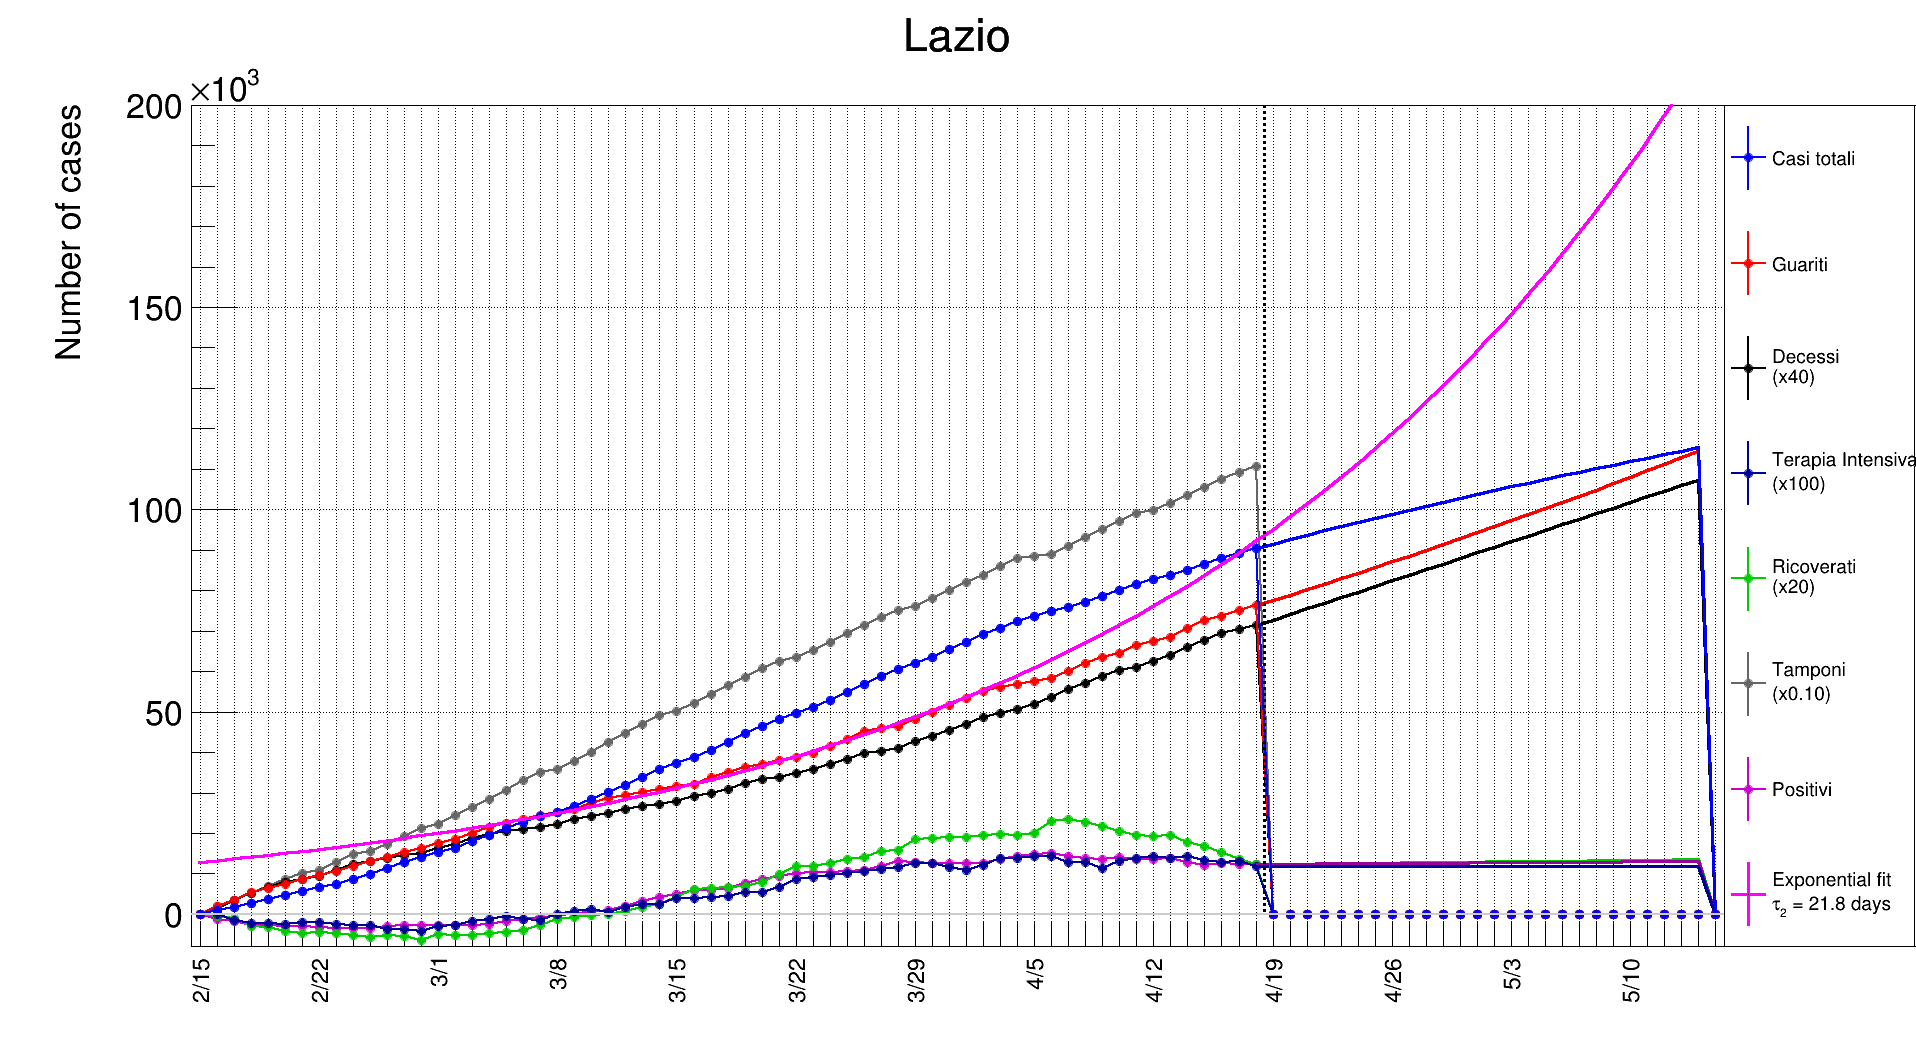 Lazio
×10³
Number of cases
200
150
100
50
0
2/15
2/22
3/1
3/8
3/15
3/22
3/29
4/5
4/12
4/19
4/26
5/3
5/10
Casi totali
Guariti
Decessi
(x40)
Terapia Intensiva
(x100)
Ricoverati
(x20)
Tamponi
(x0.10)
Positivi
Exponential fit
τ₂ = 21.8 days